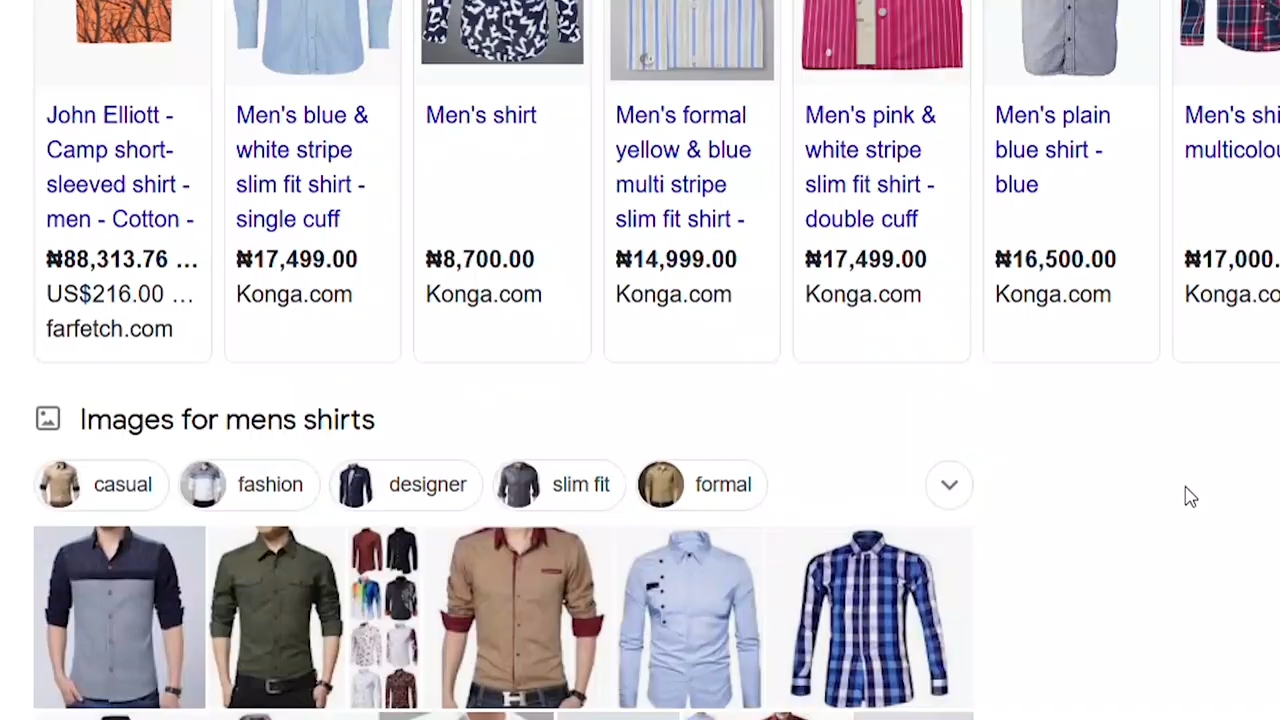 John Elliott -
Camp short-
sleeved shirt -
men - Cotton -
₦88,313.76 ...
US$216.00 ...
farfetch.com
Men's blue &
white stripe
slim fit shirt -
single cuff
₦17,499.00
Konga.com
Men's shirt
₦8,700.00
Konga.com
Men's formal
yellow & blue
multi stripe
slim fit shirt -
₦14,999.00
Konga.com
Men's pink &
white stripe
slim fit shirt -
double cuff
₦17,499.00
Konga.com
Men's plain
blue shirt -
blue
₦16,500.00
Konga.com
Men's shi
multicolou
₦17,000.
Konga.co
Images for mens shirts
casual
fashion
designer
slim fit
formal